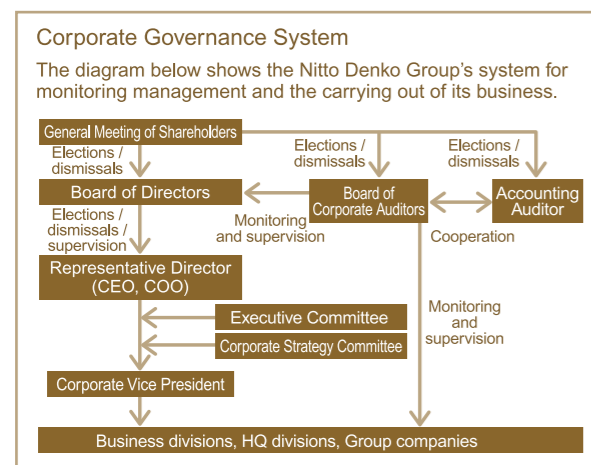 Corporate Governance System
The diagram below shows the Nitto Denko Group's system for
monitoring management and the carrying out of its business.
General Meeting of Shareholders
Elections /
dismissals
Elections /
dismissals
Elections /
dismissals
Board of Directors
Board of
Corporate Auditors
Accounting
Auditor
Elections /
dismissals/
supervision
Monitoring
and supervision
Cooperation
Representative Director
(CEO, COO)
Executive Committee
Monitoring
and
supervision
Corporate Strategy Committee
Corporate Vice President
Business divisions, HQ divisions, Group companies